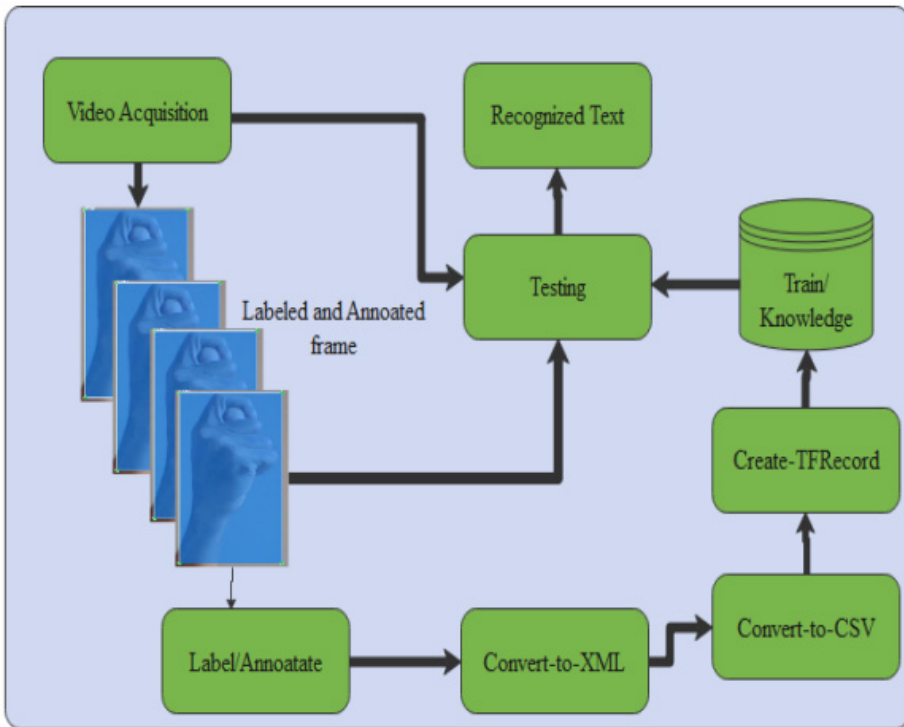 Video Acquisition
Recognized Text
Labeled and Annoated
frame
Testing
Train/
Knowledge
Create-TFRecord
Label/Annoatate
Convert-to-XML
Convert-to-CSV